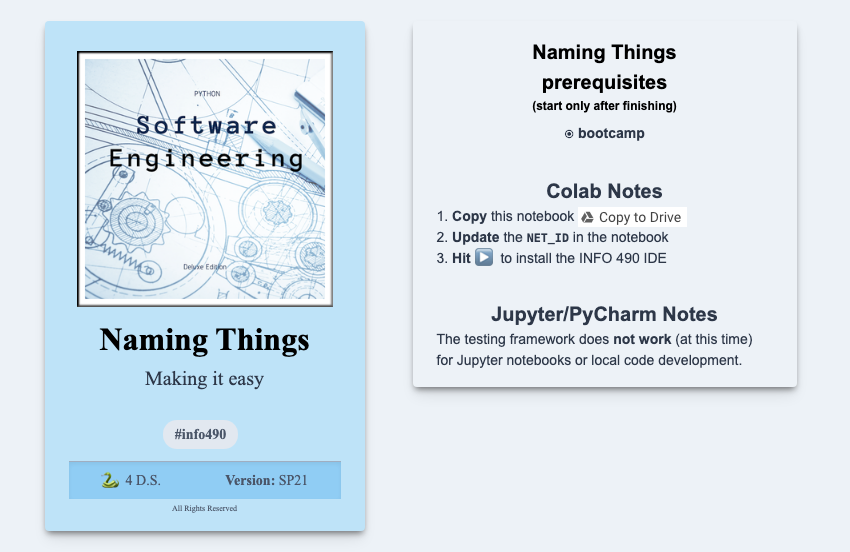 PYTHON
Software
Engineering
Deluxe Edition
Naming Things
Making it easy
#info490
4 D.S. Version: SP21
All Rights Reserved
Naming Things
prerequisites
(start only after finishing)
bootcamp
Colab Notes
1. Copy this notebook Copy to Drive
2. Update the NET_ID in the notebook
3. Hit ▶️ to install the INFO 490 IDE
Jupyter/PyCharm Notes
The testing framework does not work (at this time)
for Jupyter notebooks or local code development.